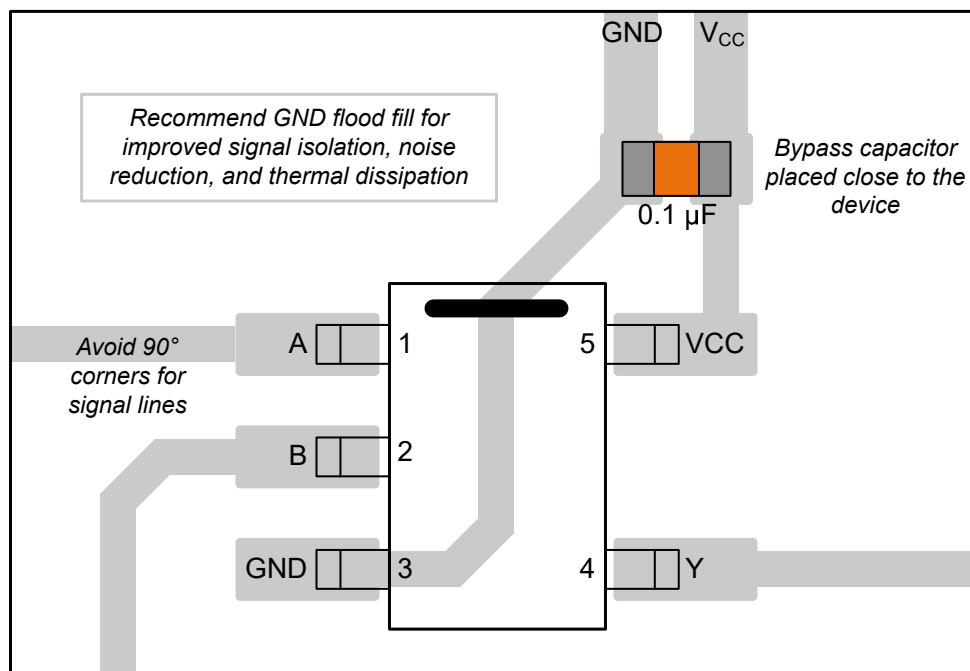 GND
V_CC
Recommend GND flood fill for
improved signal isolation, noise
reduction, and thermal dissipation
Bypass capacitor
placed close to the
device
0.1 µF
A
1
5
VCC
Avoid 90°
corners for
signal lines
B
2
GND
3
4
Y